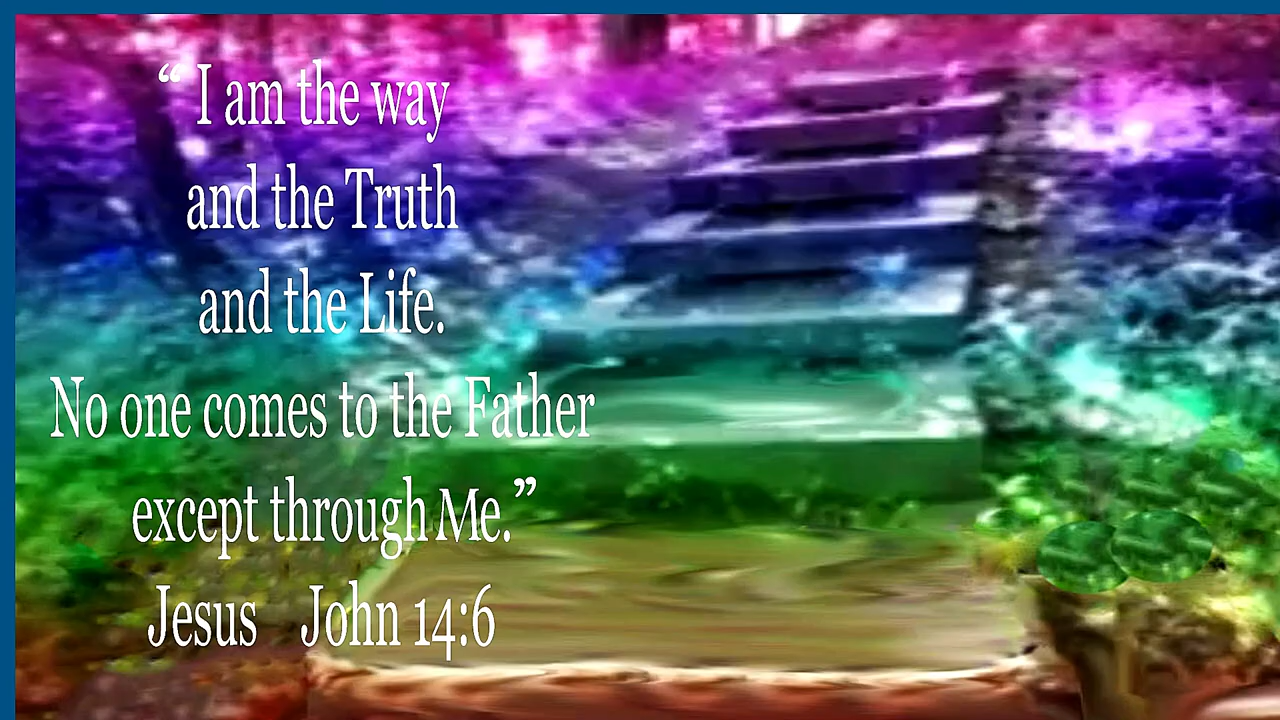 “ I am the way
and the Truth
and the Life.
No one comes to the Father
except through Me.”
Jesus John 14:6